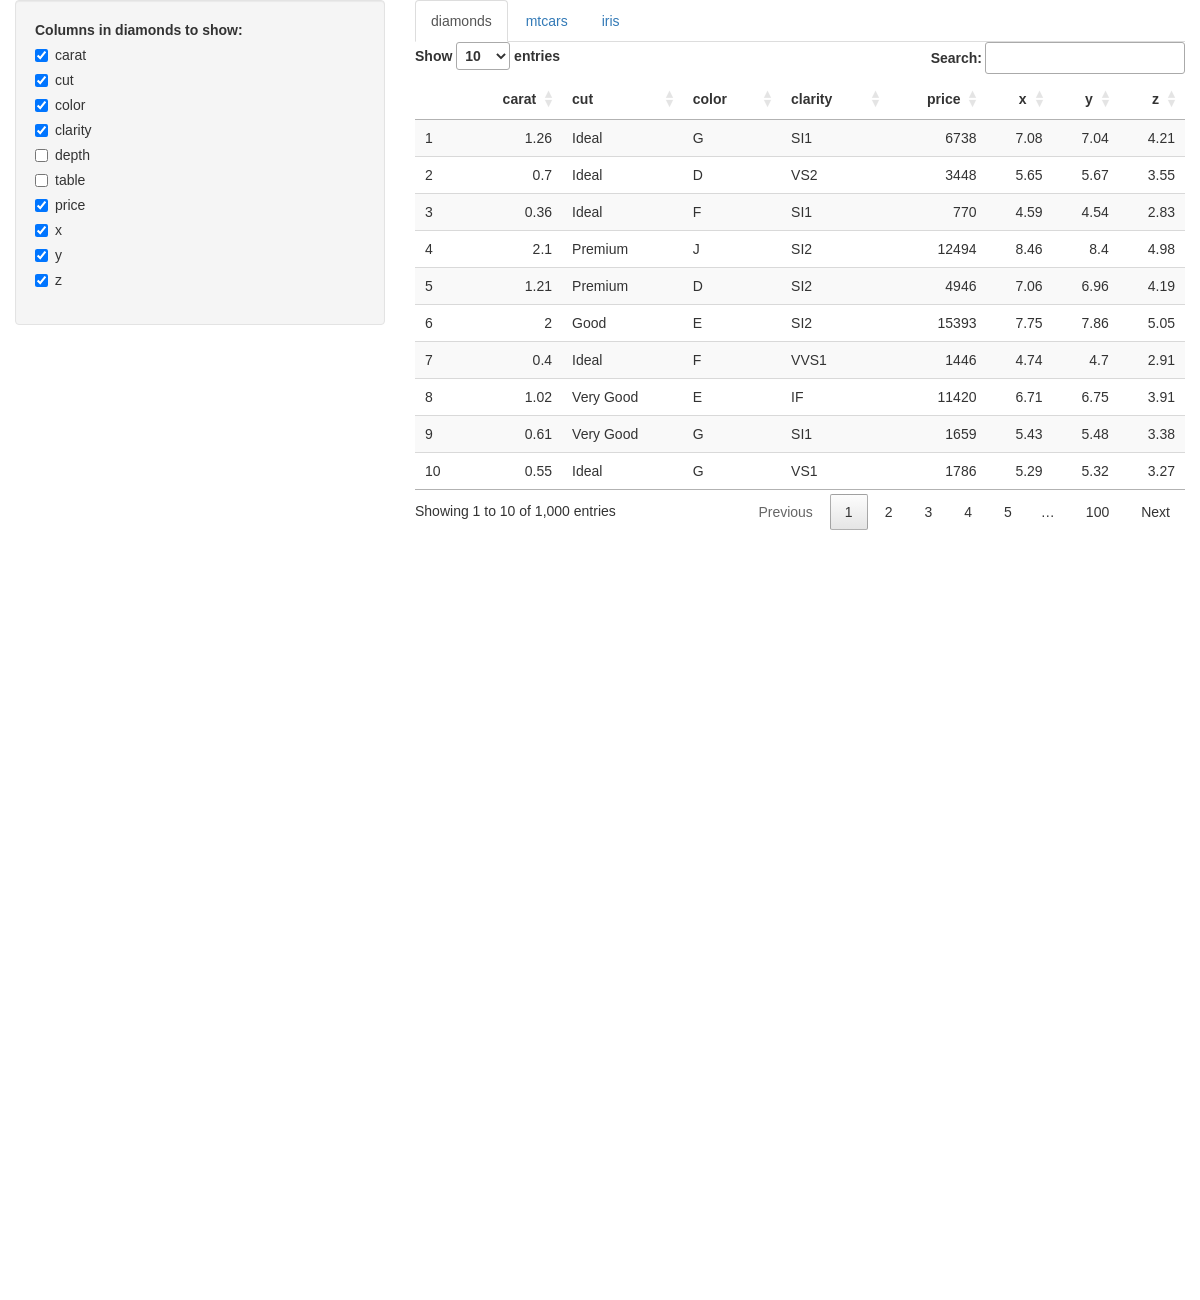 Columns in diamonds to show:
carat
cut
color
clarity
depth
table
price
x
y
z
diamonds mtcars iris
Show 10 entries Search:
carat cut color clarity price x y z
1 1.26 Ideal G SI1 6738 7.08 7.04 4.21
2 0.7 Ideal D VS2 3448 5.65 5.67 3.55
3 0.36 Ideal F SI1 770 4.59 4.54 2.83
4 2.1 Premium J SI2 12494 8.46 8.4 4.98
5 1.21 Premium D SI2 4946 7.06 6.96 4.19
6 2 Good E SI2 15393 7.75 7.86 5.05
7 0.4 Ideal F VVS1 1446 4.74 4.7 2.91
8 1.02 Very Good E IF 11420 6.71 6.75 3.91
9 0.61 Very Good G SI1 1659 5.43 5.48 3.38
10 0.55 Ideal G VS1 1786 5.29 5.32 3.27
Showing 1 to 10 of 1,000 entries Previous 1 2 3 4 5 … 100 Next